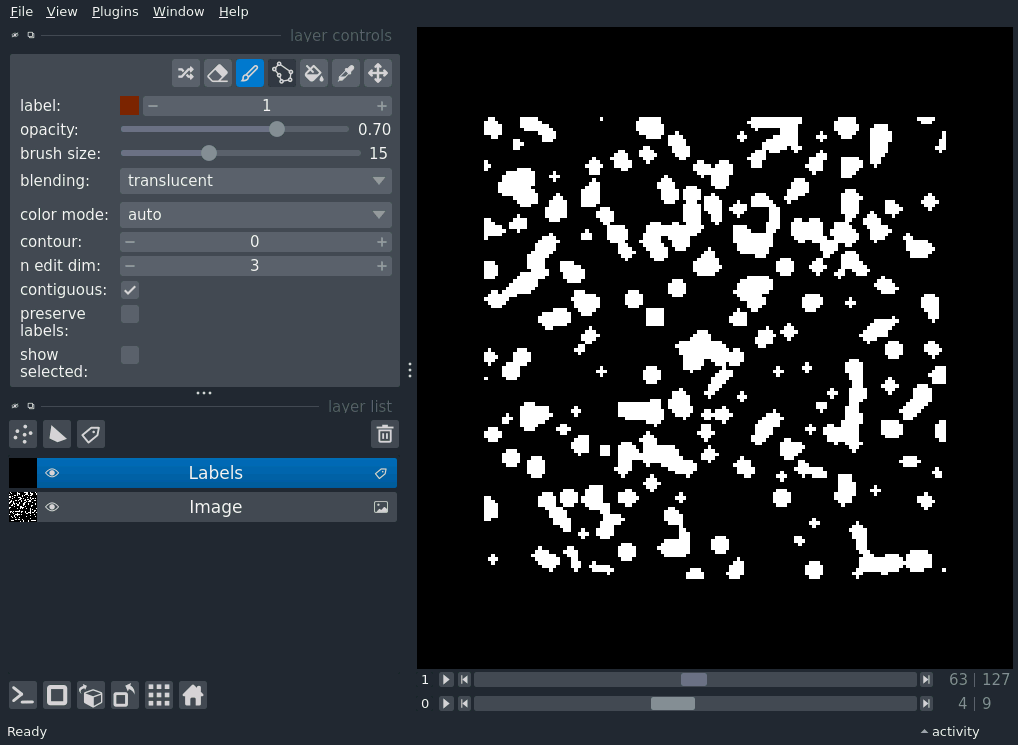 File View Plugins Window Help
layer controls
label: 1
opacity: 0.70
brush size: 15
blending: translucent
color mode: auto
contour: 0
n edit dim: 3
contiguous:
preserve
labels:
show
selected:
layer list
Labels
Image
1 63 | 127
0 4 | 9
Ready activity